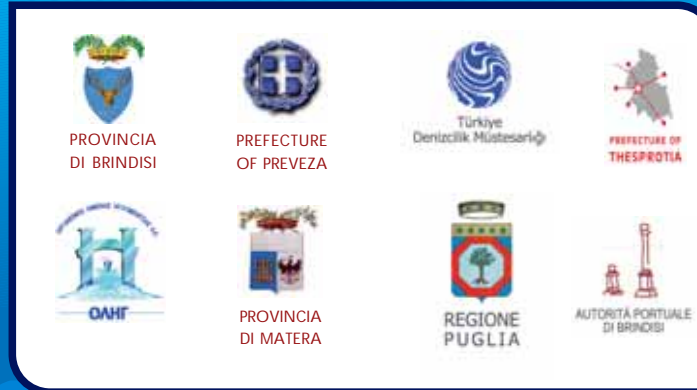 PROVINCIA
DI BRINDISI
PREFECTURE
OF PREVEZA
Türkiye
Denizcilik Müstesarlığı
PREFECTURE OF
THESPROTIA
ΟΛΗΓ
PROVINCIA
DI MATERA
REGIONE
PUGLIA
AUTORITÀ PORTUALE
DI BRINDISI